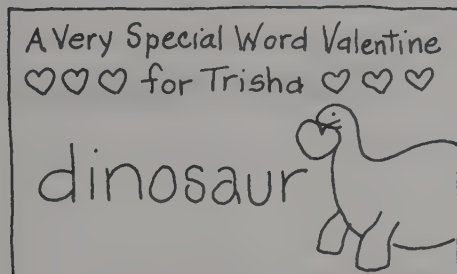 A Very Special Word Valentine
♡♡♡ for Trisha ♡♡♡
dinosaur